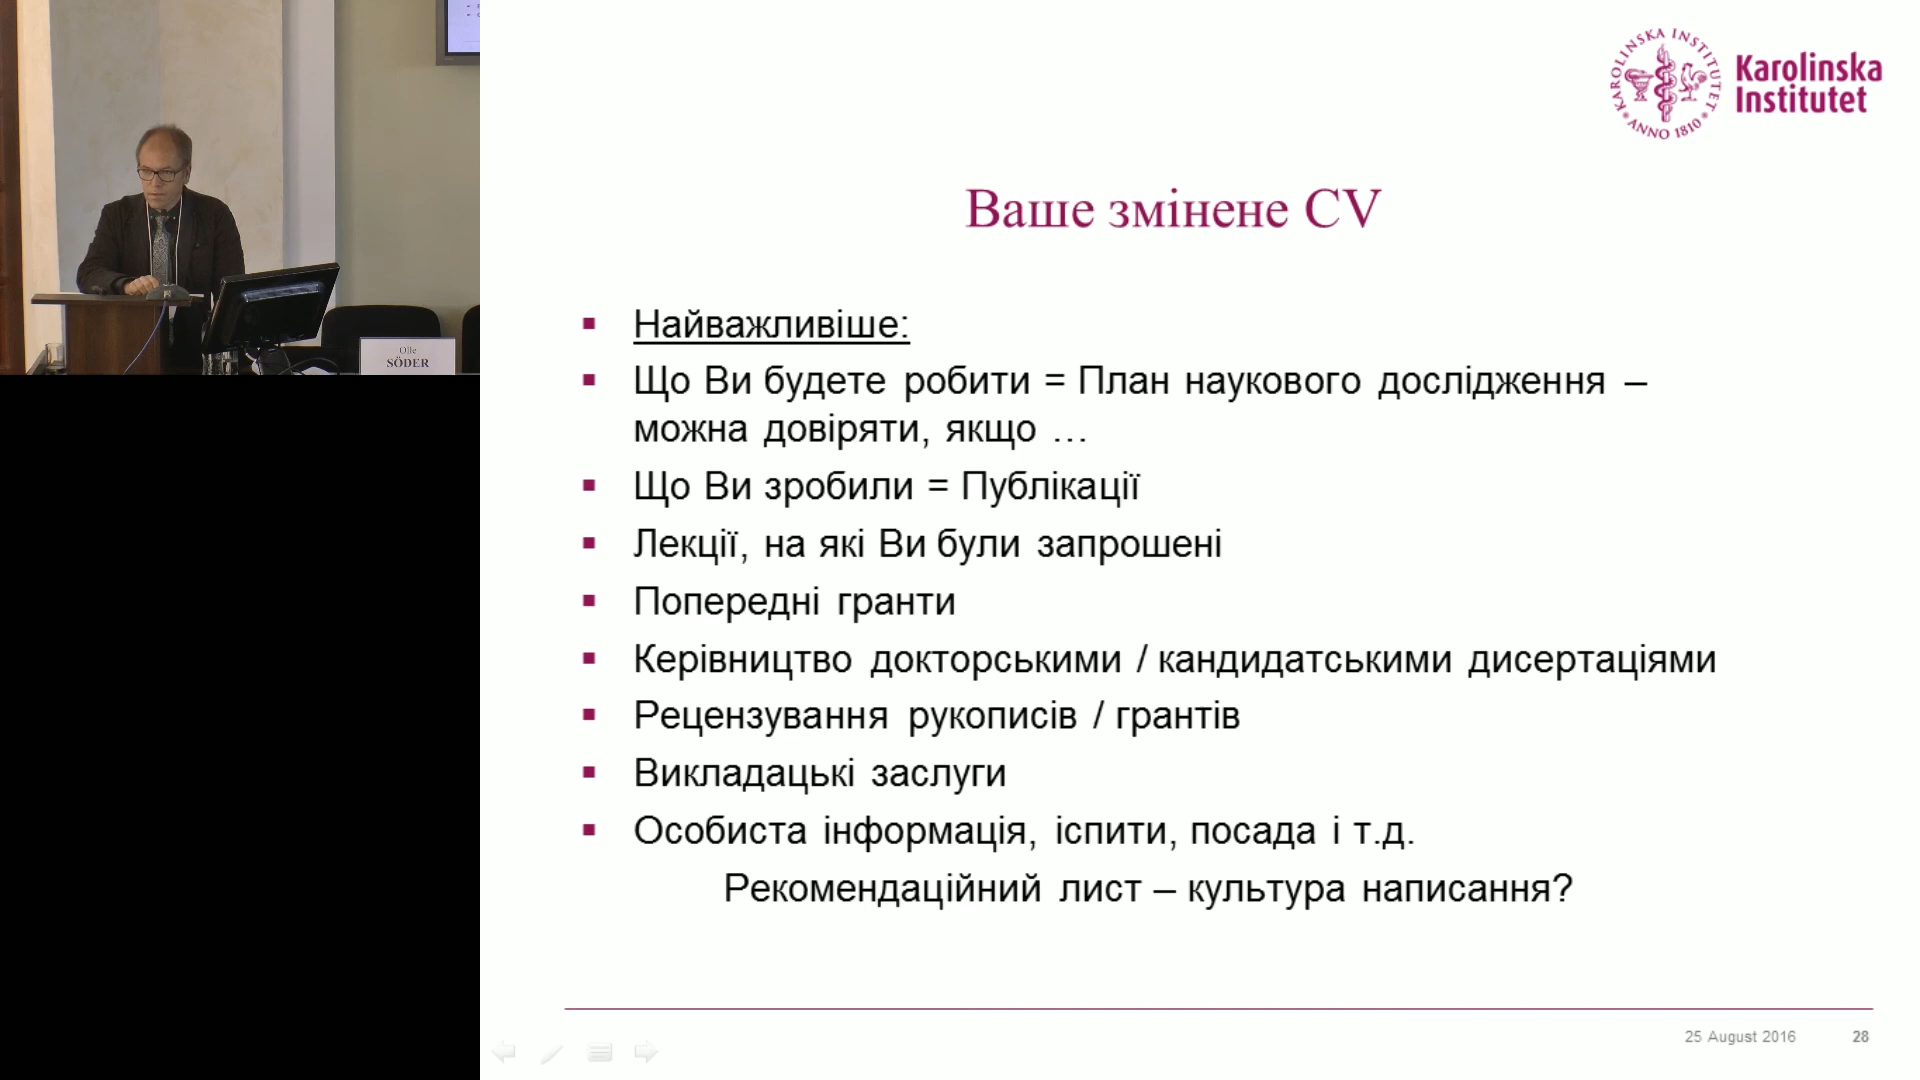 Olle
SÖDER
KAROLINSKA INSTITUTET
ANNO 1810
Karolinska
Institutet
Ваше змінене CV
Найважливіше:
Що Ви будете робити = План наукового дослідження –
можна довіряти, якщо …
Що Ви зробили = Публікації
Лекції, на які Ви були запрошені
Попередні гранти
Керівництво докторськими / кандидатськими дисертаціями
Рецензування рукописів / грантів
Викладацькі заслуги
Особиста інформація, іспити, посада і т.д.
Рекомендаційний лист – культура написання?
25 August 2016 28